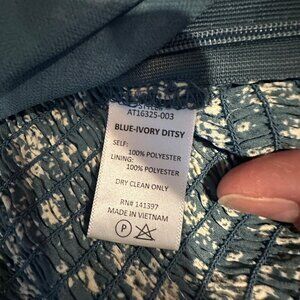 STYLE#
AT16325-003
BLUE-IVORY DITSY
SELF:
100% POLYESTER
LINING:
100% POLYESTER
DRY CLEAN ONLY
RN# 141397
MADE IN VIETNAM
P